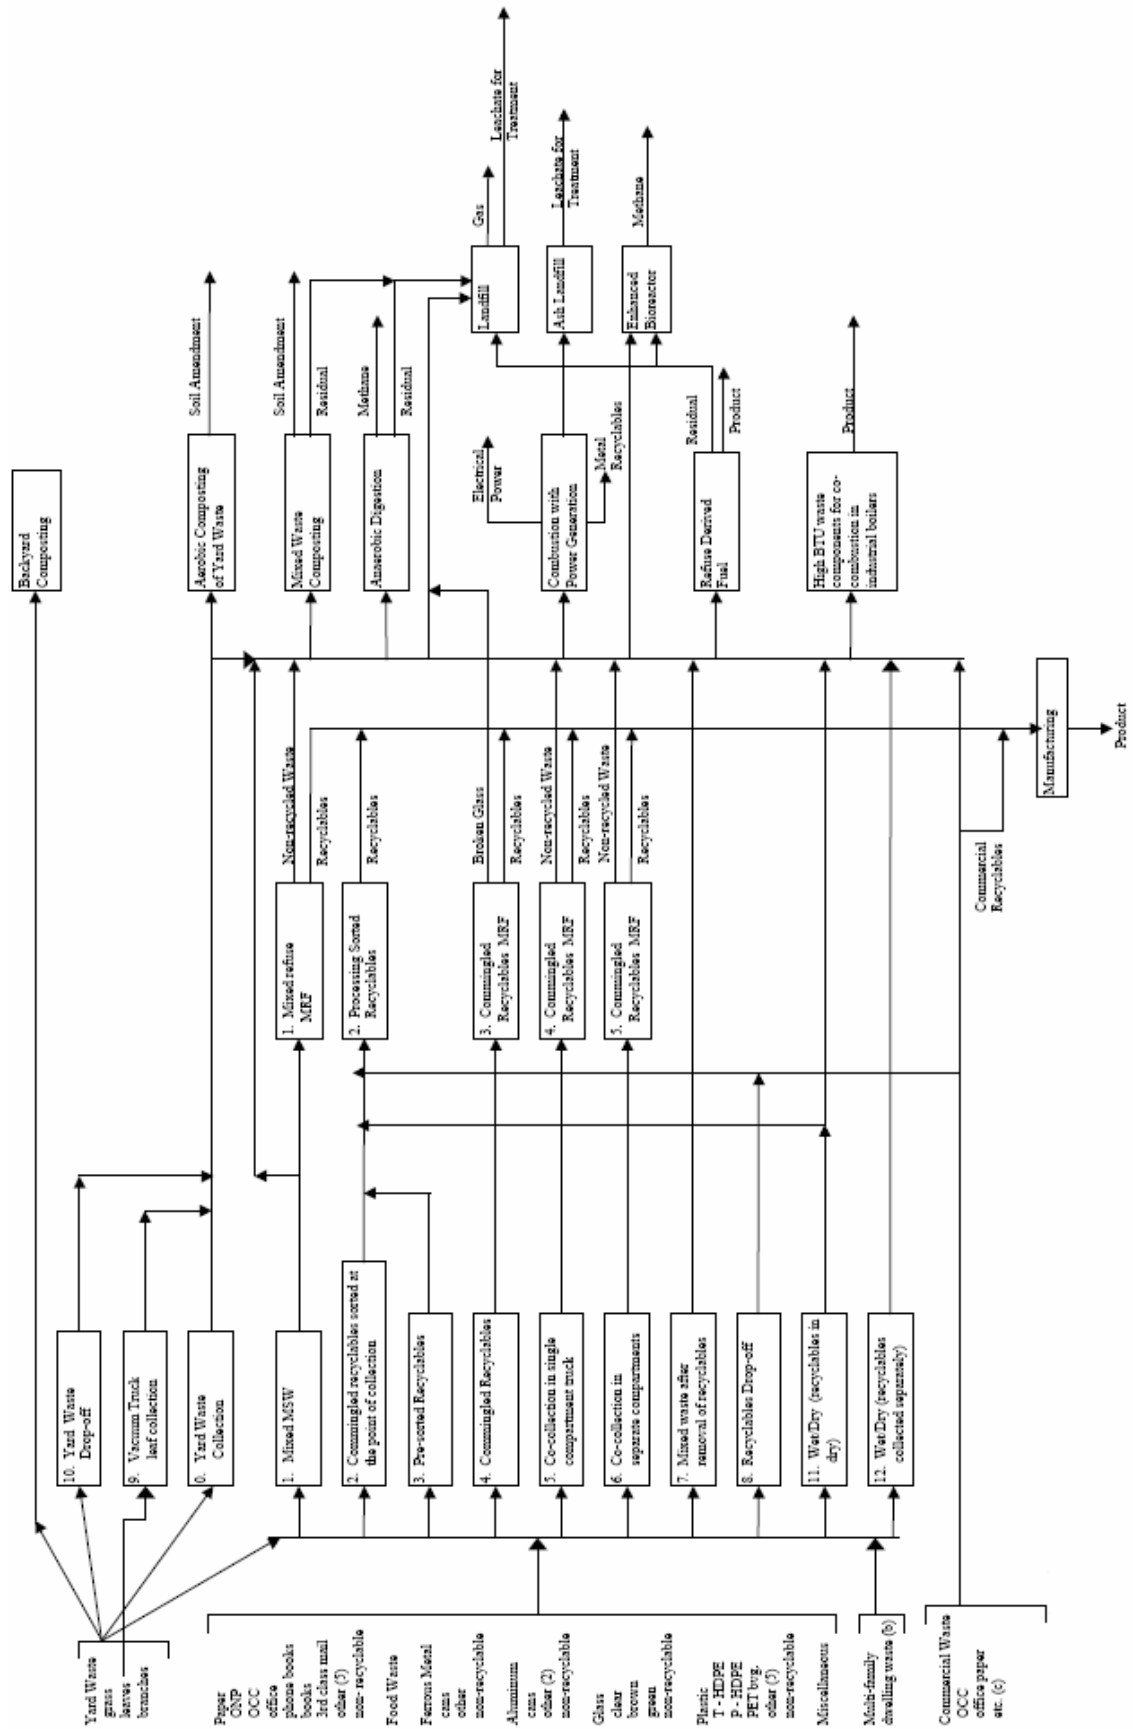 Yard Waste
grass
leaves
branches
Paper
ONP
OCC
office
phone books
books
3rd class mail
other (5)
non- recyclable
Food Waste
Ferrous Metal
cans
other
non-recyclable
Aluminum
cans
other (2)
non-recyclable
Glass
clear
brown
green
non-recyclable
Plastic
T - HDPE
P - HDPE
PET bvg.
other (5)
non-recyclable
Miscellaneous
Multi-family
dwelling waste (b)
Commercial Waste
OCC
office paper
etc. (c)
10. Yard Waste
Drop-off
9. Vacuum Truck
leaf collection
0. Yard Waste
Collection
1. Mixed MSW
2. Commingled recyclables sorted at
the point of collection
3. Pre-sorted Recyclables
4. Commingled Recyclables
5. Co-collection in single
compartment truck
6. Co-collection in
separate compartments
7. Mixed waste after
removal of recyclables
8. Recyclables Drop-off
11. Wet/Dry (recyclables in
dry)
12. Wet/Dry (recyclables
collected separately)
1. Mixed refuse
MRF
2. Processing Sorted
Recyclables
3. Commingled
Recyclables MRF
4. Commingled
Recyclables MRF
5. Commingled
Recyclables MRF
Non-recycled Waste
Recyclables
Recyclables
Broken Glass
Recyclables
Non-recycled Waste
Recyclables
Non-recycled Waste
Recyclables
Commercial
Recyclables
Manufacturing
Product
Backyard
Composting
Aerobic Composting
of Yard Waste
Mixed Waste
Composting
Anaerobic Digestion
Combustion with
Power Generation
Refuse Derived
Fuel
High BTU waste
components for co-
combustion in
industrial boilers
Soil Amendment
Soil Amendment
Residual
Methane
Residual
Electrical
Power
Metal
Recyclables
Residual
Product
Product
Landfill
Ash Landfill
Enhanced
Bioreactor
Gas
Leachate for
Treatment
Leachate for
Treatment
Methane